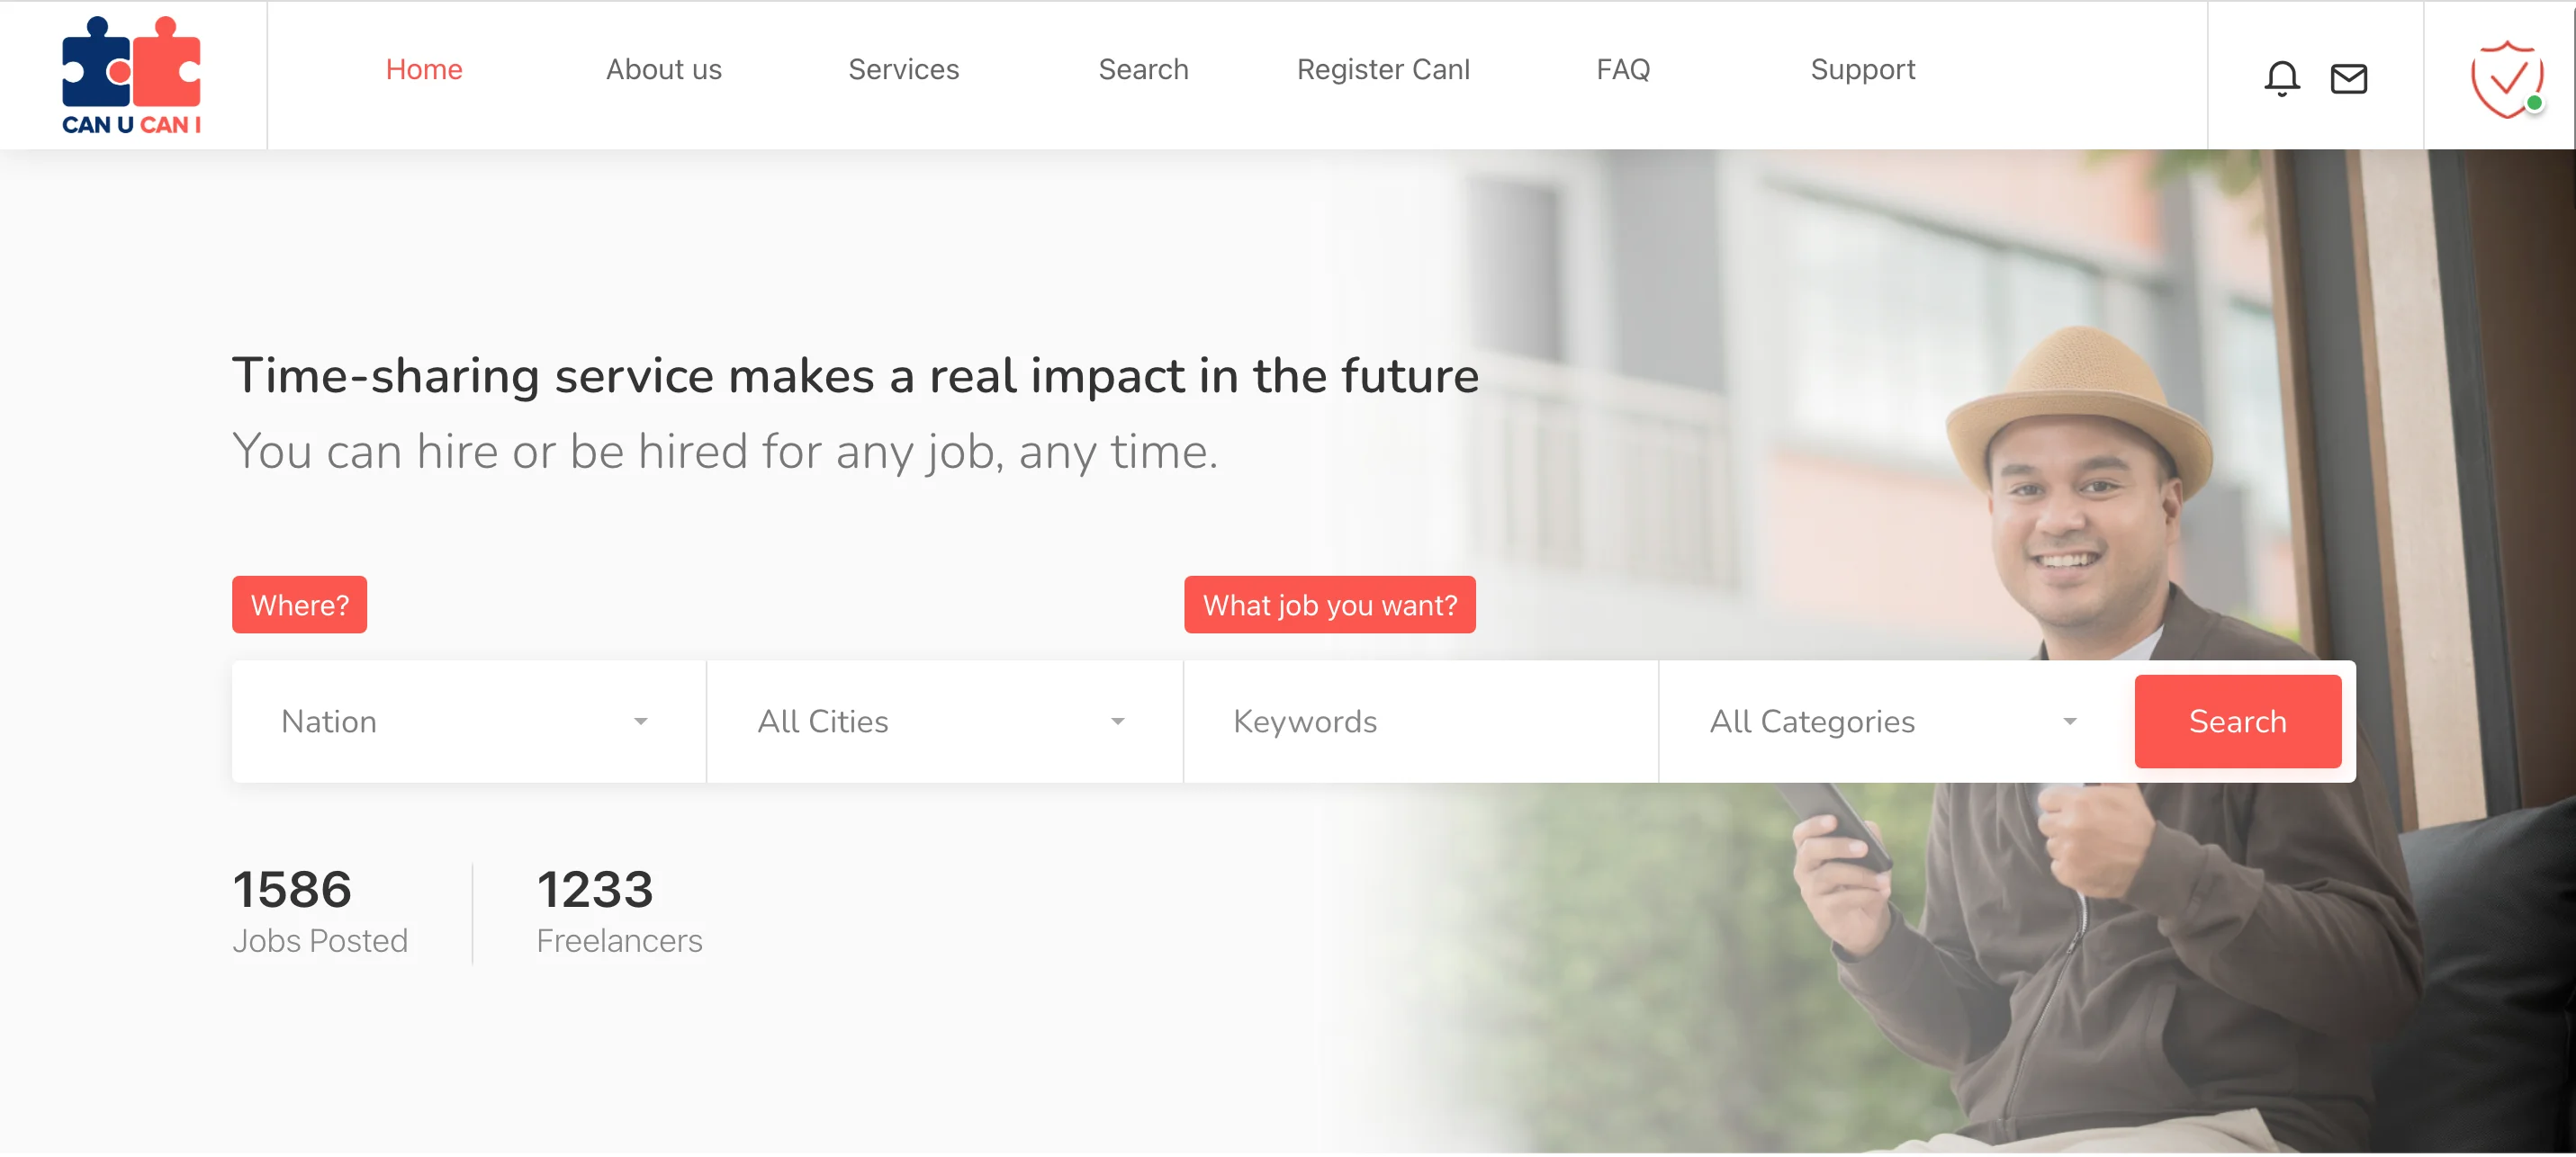 CAN U CAN I
Home
About us
Services
Search
Register CanI
FAQ
Support
Time-sharing service makes a real impact in the future
You can hire or be hired for any job, any time.
Where?
What job you want?
Nation
All Cities
Keywords
All Categories
Search
1586
Jobs Posted
1233
Freelancers